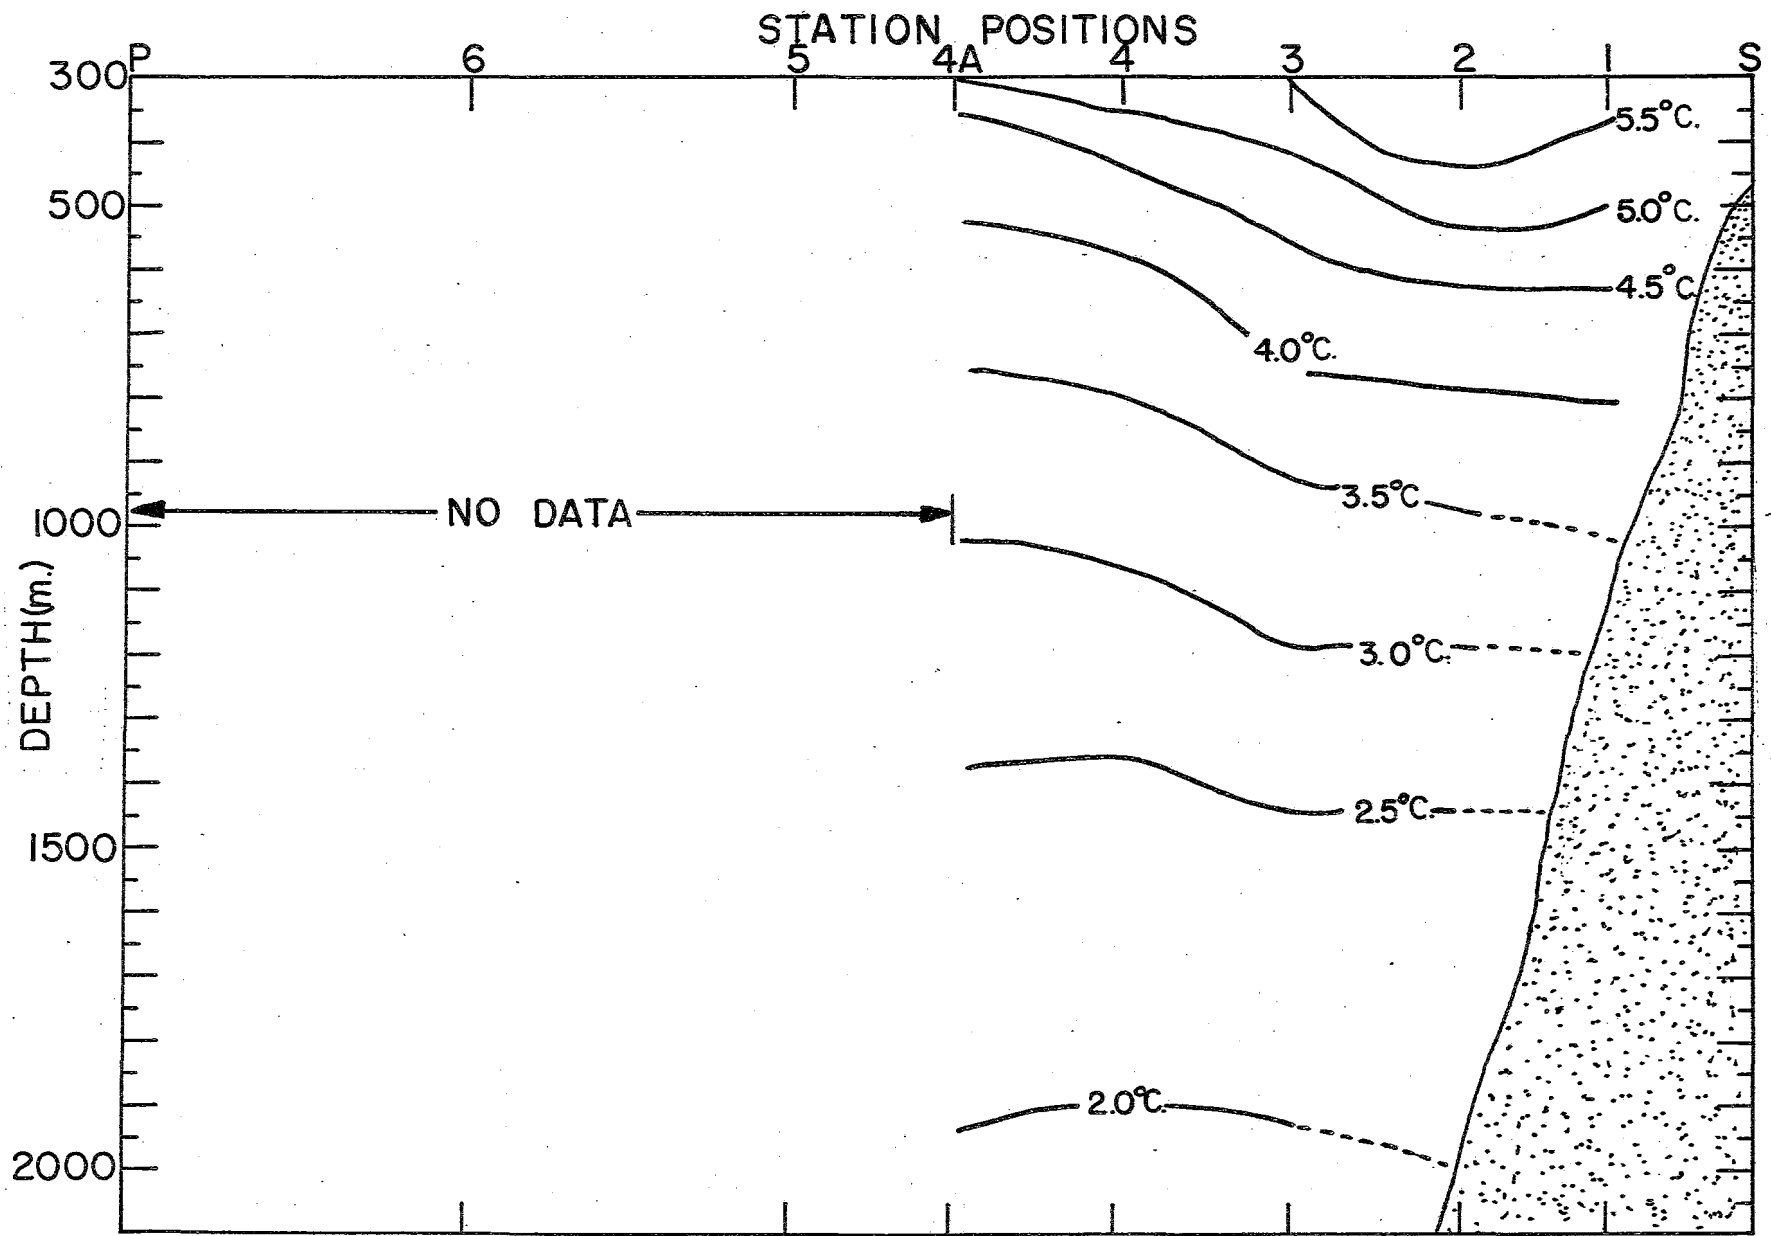 STATION POSITIONS
P 6 5 4A 4 3 2 1 S
300
5.5°C.
500
5.0°C.
4.5°C.
4.0°C.
3.5°C
NO DATA
1000
DEPTH(m.)
3.0°C.
2.5°C.
1500
2.0°C.
2000